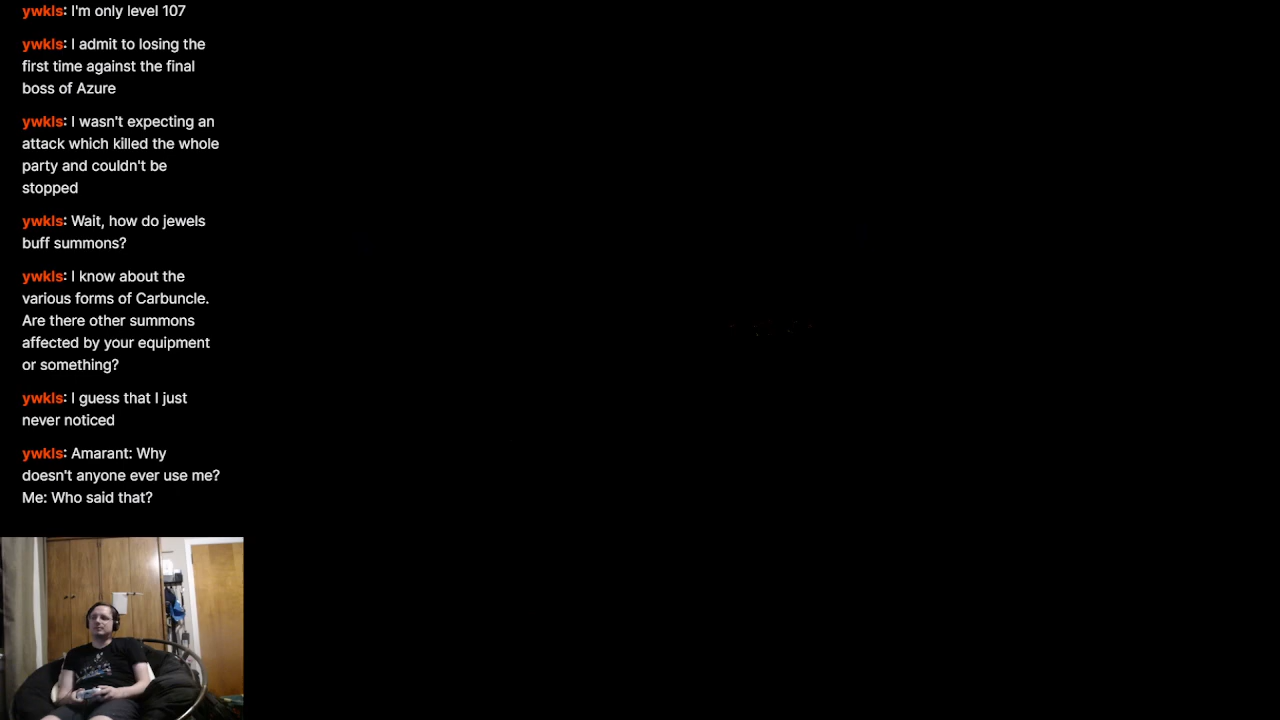 ywkls: I'm only level 107
ywkls: I admit to losing the
first time against the final
boss of Azure
ywkls: I wasn't expecting an
attack which killed the whole
party and couldn't be
stopped
ywkls: Wait, how do jewels
buff summons?
ywkls: I know about the
various forms of Carbuncle.
Are there other summons
affected by your equipment
or something?
ywkls: I guess that I just
never noticed
ywkls: Amarant: Why
doesn't anyone ever use me?
Me: Who said that?